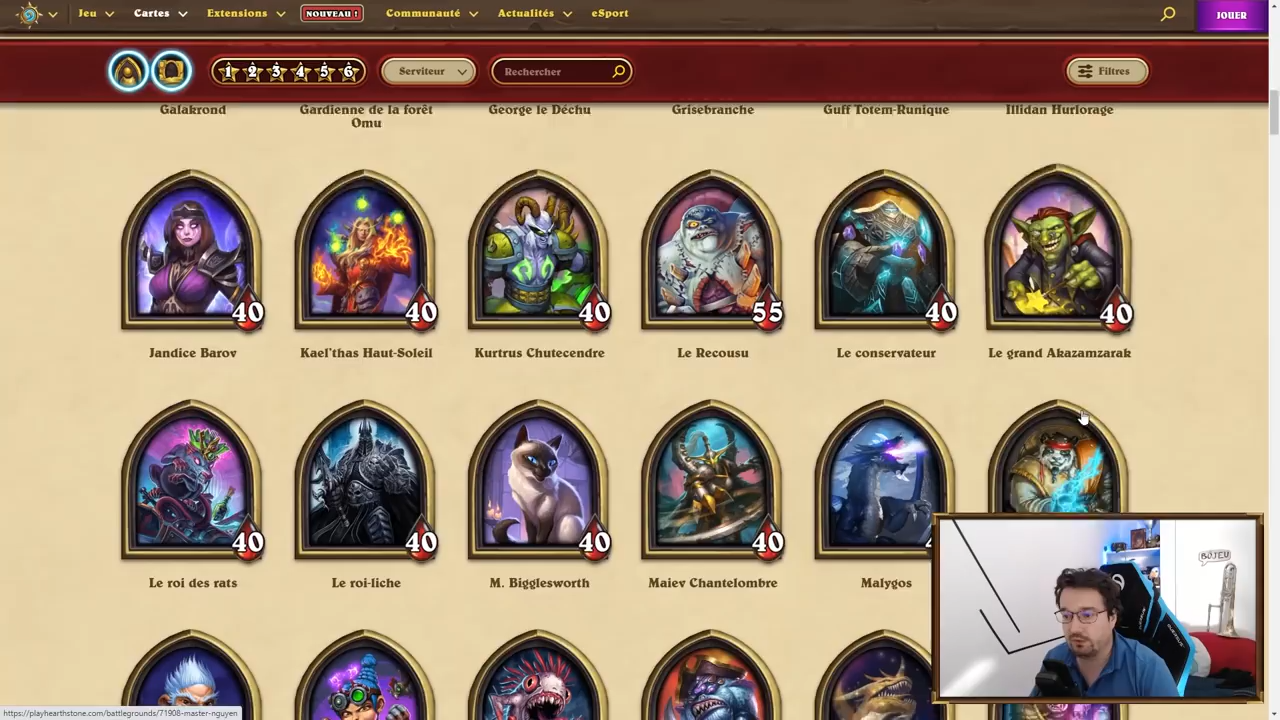 Jeu
Cartes
Extensions
NOUVEAU !
Communauté
Actualités
eSport
JOUER
1 2 3 4 5 6
Serviteur
Rechercher
Filtres
Galakrond
Gardienne de la forêt
Omu
George le Déchu
Grisebranche
Guff Totem-Runique
Illidan Hurlorage
40
40
40
55
40
40
Jandice Barov
Kael'thas Haut-Soleil
Kurtrus Chutecendre
Le Recousu
Le conservateur
Le grand Akazamzarak
40
40
40
40
Le roi des rats
Le roi-liche
M. Bigglesworth
Maiev Chantelombre
Malygos
BOJEU
https://playhearthstone.com/battlegrounds/71908-master-nguyen